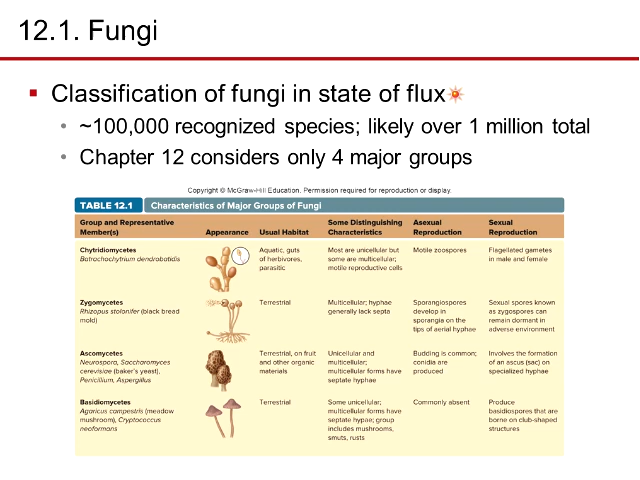 12.1. Fungi
Classification of fungi in state of flux
~100,000 recognized species; likely over 1 million total
Chapter 12 considers only 4 major groups
Copyright © McGraw-Hill Education. Permission required for reproduction or display.
TABLE 12.1 Characteristics of Major Groups of Fungi
Group and Representative
Member(s)
Appearance
Usual Habitat
Some Distinguishing
Characteristics
Asexual
Reproduction
Sexual
Reproduction
Chytridiomycetes
Batrachochytrium dendrobatidis
Aquatic, guts
of herbivores,
parasitic
Most are unicellular but
some are multicellular;
motile reproductive cells
Motile zoospores
Flagellated gametes
in male and female
Zygomycetes
Rhizopus stolonifer (black bread
mold)
Terrestrial
Multicellular; hyphae
generally lack septa
Sporangiospores
develop in
sporangia on the
tips of aerial hyphae
Sexual spores known
as zygospores can
remain dormant in
adverse environment
Ascomycetes
Neurospora, Saccharomyces
cerevisiae (baker's yeast),
Penicillium, Aspergillus
Terrestrial, on fruit
and other organic
materials
Unicellular and
multicellular;
multicellular forms have
septate hyphae
Budding is common;
conidia are
produced
Involves the formation
of an ascus (sac) on
specialized hyphae
Basidiomycetes
Agaricus campestris (meadow
mushroom), Cryptococcus
neoformans
Terrestrial
Some unicellular;
multicellular forms have
septate hypae; group
includes mushrooms,
smuts, rusts
Commonly absent
Produce
basidiospores that are
borne on club-shaped
structures